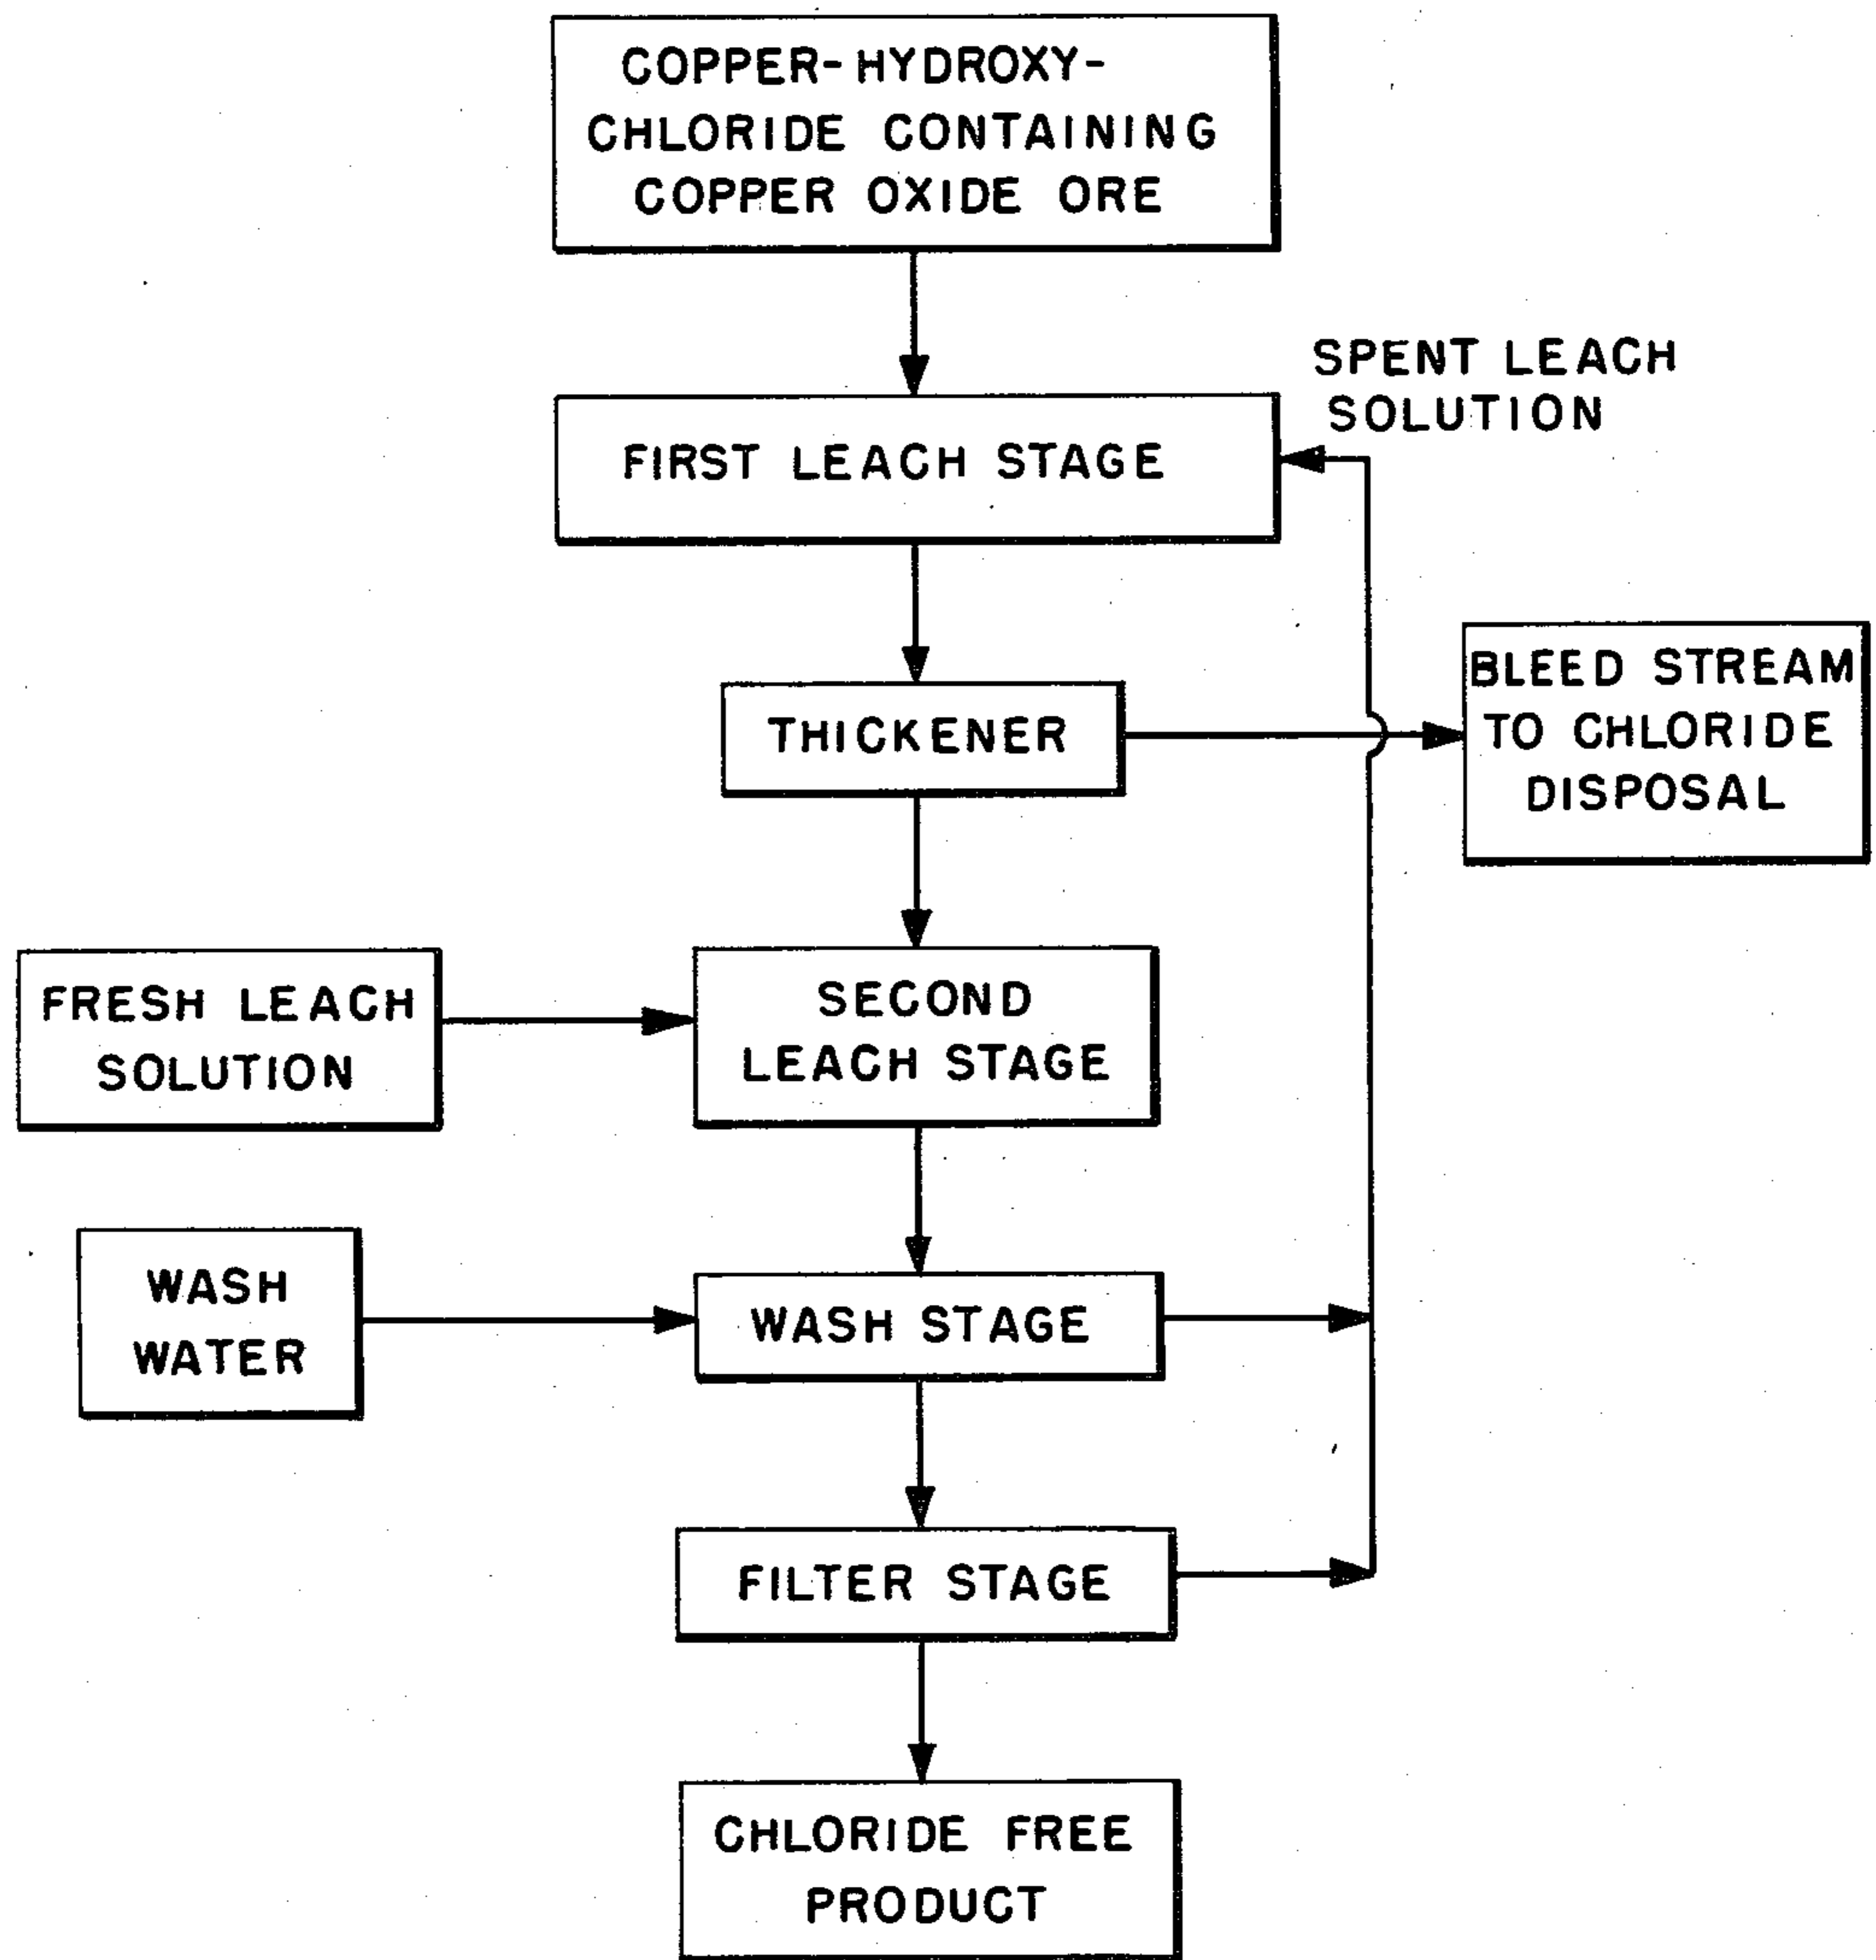 COPPER-HYDROXY-
CHLORIDE CONTAINING
COPPER OXIDE ORE
SPENT LEACH
SOLUTION
FIRST LEACH STAGE
BLEED STREAM
TO CHLORIDE
DISPOSAL
THICKENER
FRESH LEACH
SOLUTION
SECOND
LEACH STAGE
WASH
WATER
WASH STAGE
FILTER STAGE
CHLORIDE FREE
PRODUCT